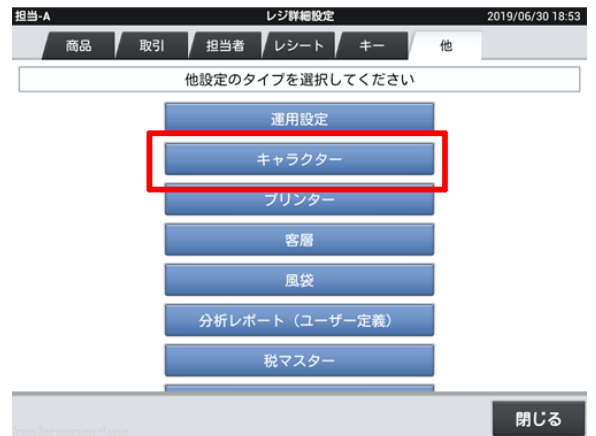 担当-A レジ詳細設定 2019/06/30 18:53
商品 取引 担当者 レシート キー 他
他設定のタイプを選択してください
運用設定
キャラクター
プリンター
客層
風袋
分析レポート（ユーザー定義）
税マスター
閉じる